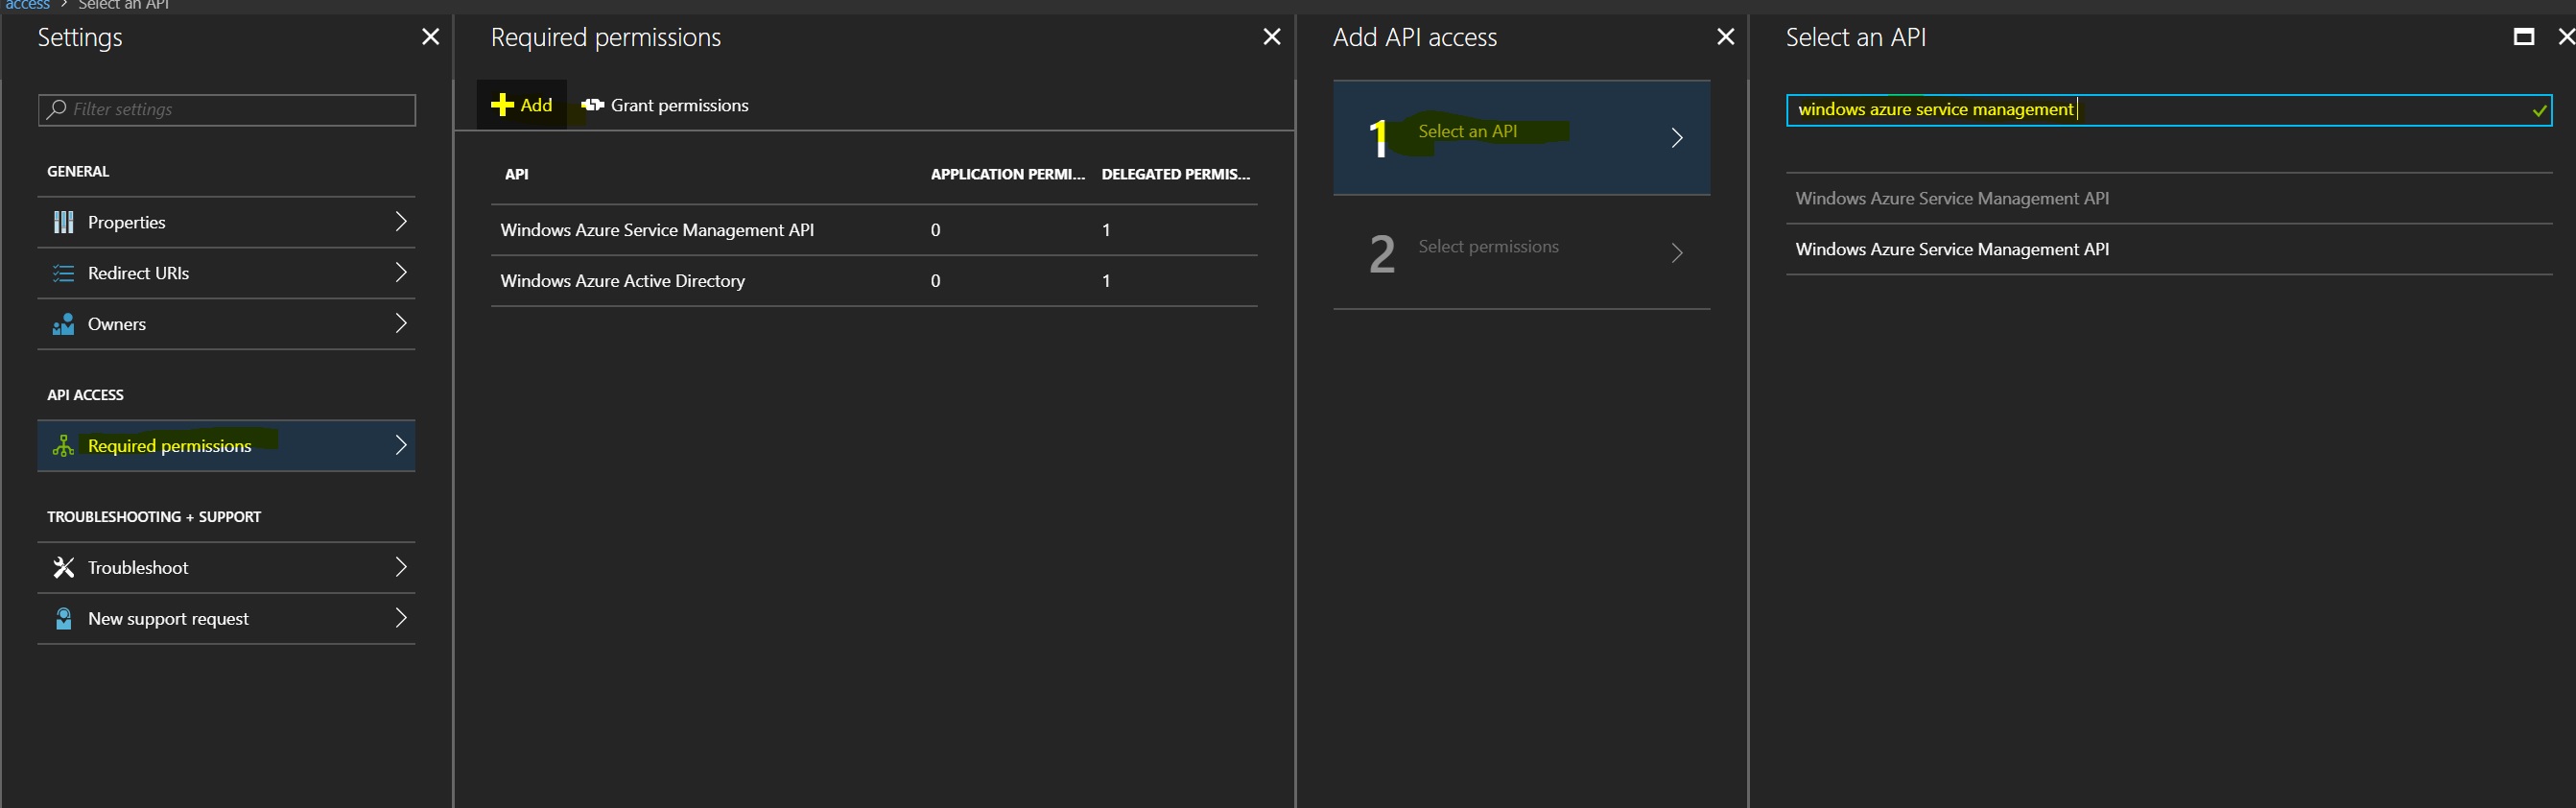 access > Select an API
Settings
Filter settings
GENERAL
Properties
Redirect URIs
Owners
API ACCESS
Required permissions
TROUBLESHOOTING + SUPPORT
Troubleshoot
New support request
Required permissions
Add Grant permissions
API APPLICATION PERMI... DELEGATED PERMIS...
Windows Azure Service Management API 0 1
Windows Azure Active Directory 0 1
Add API access
1 Select an API
2 Select permissions
Select an API
windows azure service management
Windows Azure Service Management API
Windows Azure Service Management API